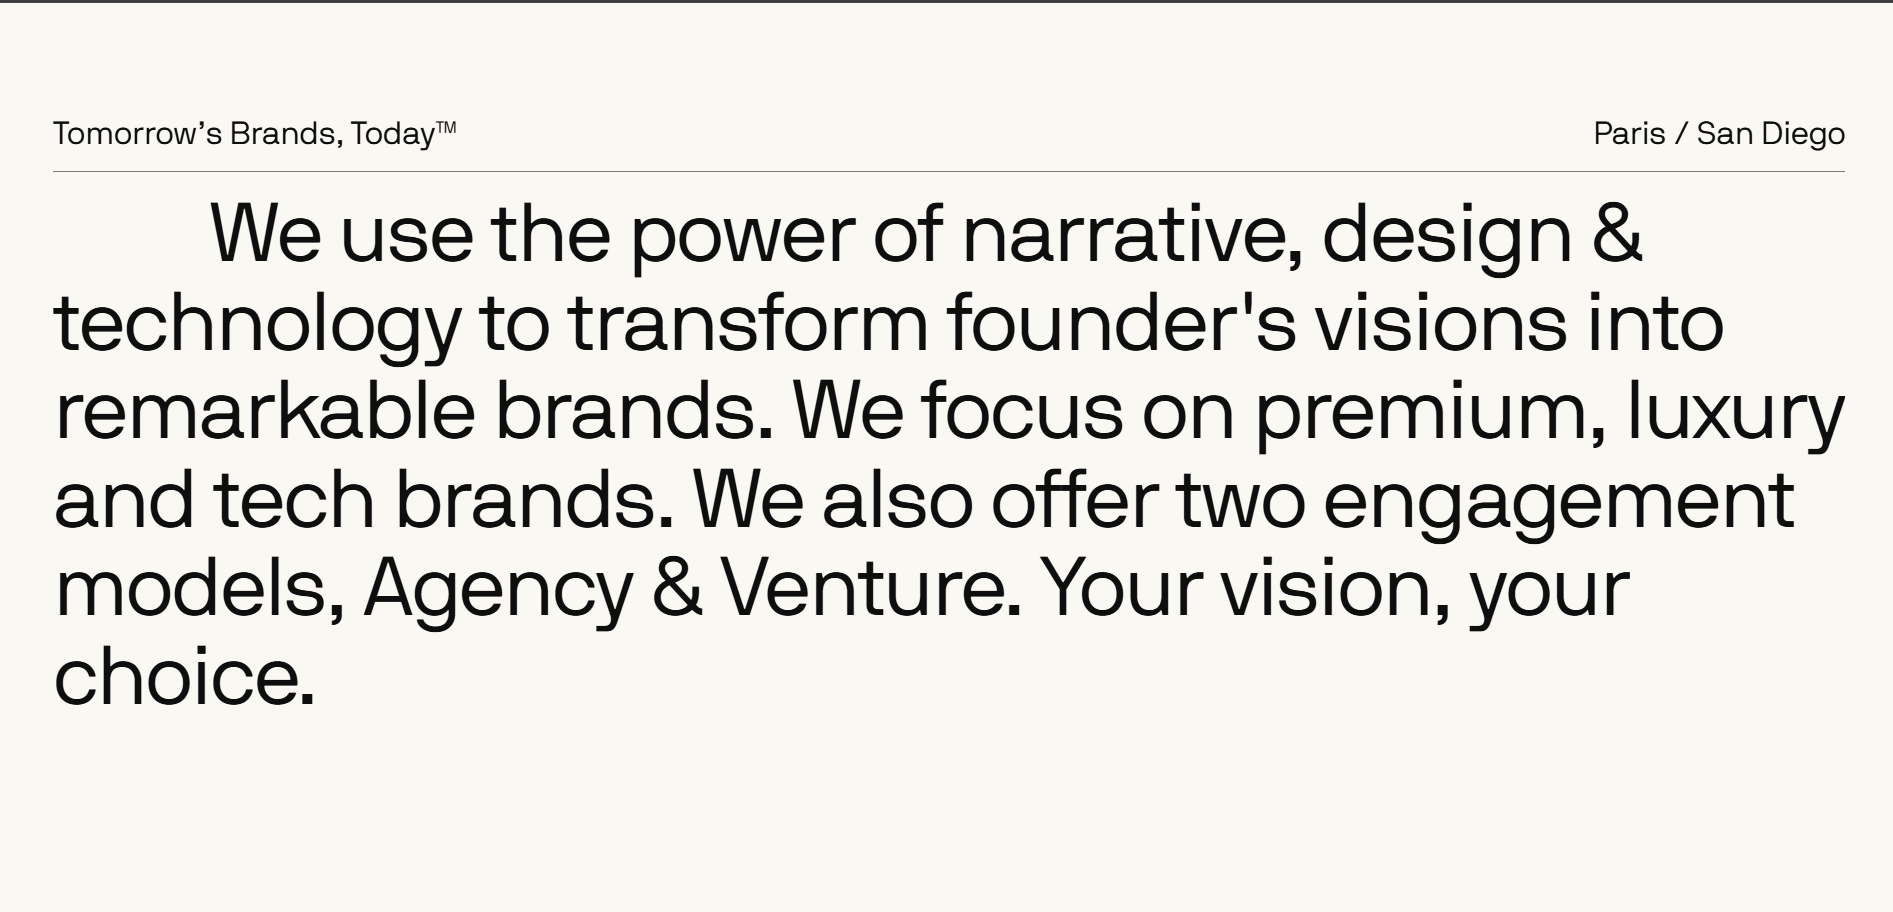 Tomorrow’s Brands, Today™
Paris / San Diego
We use the power of narrative, design &
technology to transform founder's visions into
remarkable brands. We focus on premium, luxury
and tech brands. We also offer two engagement
models, Agency & Venture. Your vision, your
choice.